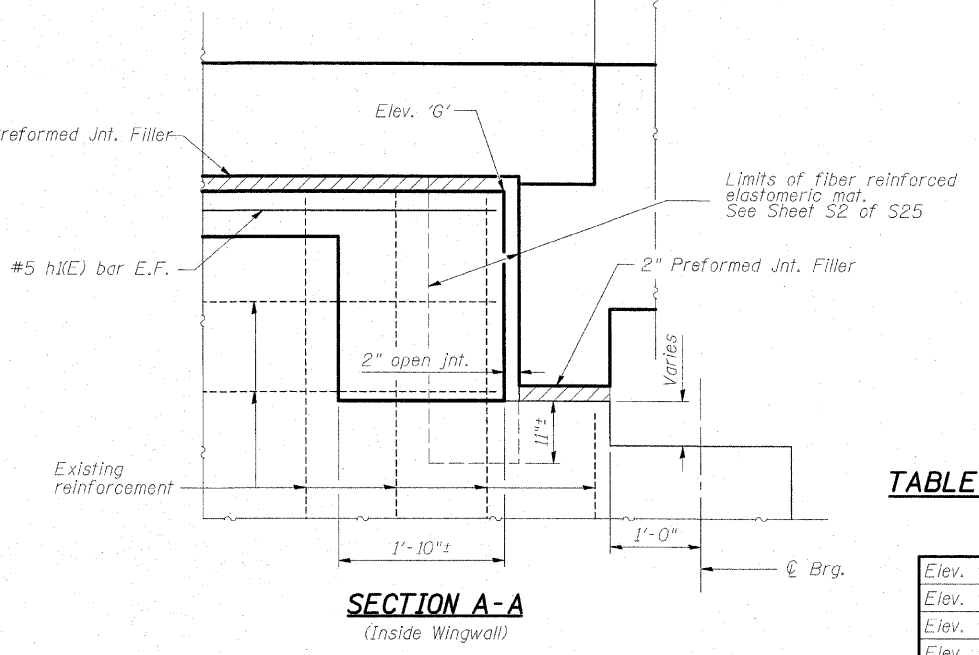 Elev. 'G'
reformed Jnt. Filler
Limits of fiber reinforced
elastomeric mat.
See Sheet S2 of S25
#5 h1(E) bar E.F.
2" Preformed Jnt. Filler
2" open jnt.
Varies
11"±
Existing
reinforcement
1'-10"±
1'-0"
℄ Brg.
SECTION A-A
(Inside Wingwall)
TABLE
Elev.
Elev.
Elev.
Elev.